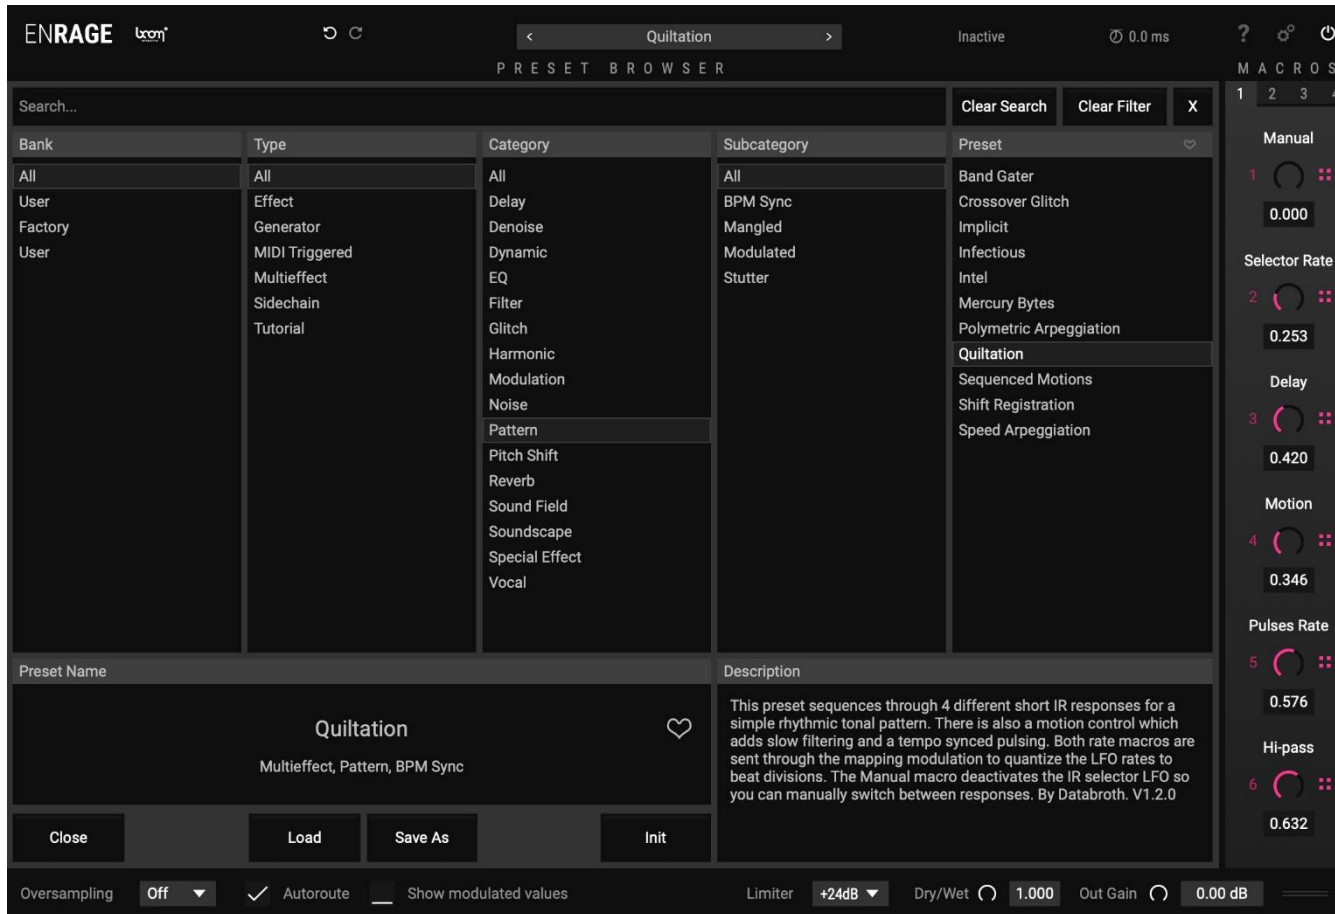 ENRAGE boom
< Quiltation >
Inactive
0.0 ms
?
PRESET BROWSER
MACROS
Search...
Clear Search
Clear Filter
X
1 2 3
Bank
All
User
Factory
User
Type
All
Effect
Generator
MIDI Triggered
Multieffect
Sidechain
Tutorial
Category
All
Delay
Denoise
Dynamic
EQ
Filter
Glitch
Harmonic
Modulation
Noise
Pattern
Pitch Shift
Reverb
Sound Field
Soundscape
Special Effect
Vocal
Subcategory
All
BPM Sync
Mangled
Modulated
Stutter
Preset
Band Gater
Crossover Glitch
Implicit
Infectious
Intel
Mercury Bytes
Polymetric Arpeggiation
Quiltation
Sequenced Motions
Shift Registration
Speed Arpeggiation
Manual
1
0.000
Selector Rate
2
0.253
Delay
3
0.420
Motion
4
0.346
Pulses Rate
5
0.576
Hi-pass
6
0.632
Preset Name
Quiltation
Multieffect, Pattern, BPM Sync
Description
This preset sequences through 4 different short IR responses for a
simple rhythmic tonal pattern. There is also a motion control which
adds slow filtering and a tempo synced pulsing. Both rate macros are
sent through the mapping modulation to quantize the LFO rates to
beat divisions. The Manual macro deactivates the IR selector LFO so
you can manually switch between responses. By Databroth. V1.2.0
Close
Load
Save As
Init
Oversampling Off
Autoroute
Show modulated values
Limiter +24dB
Dry/Wet 1.000
Out Gain 0.00 dB